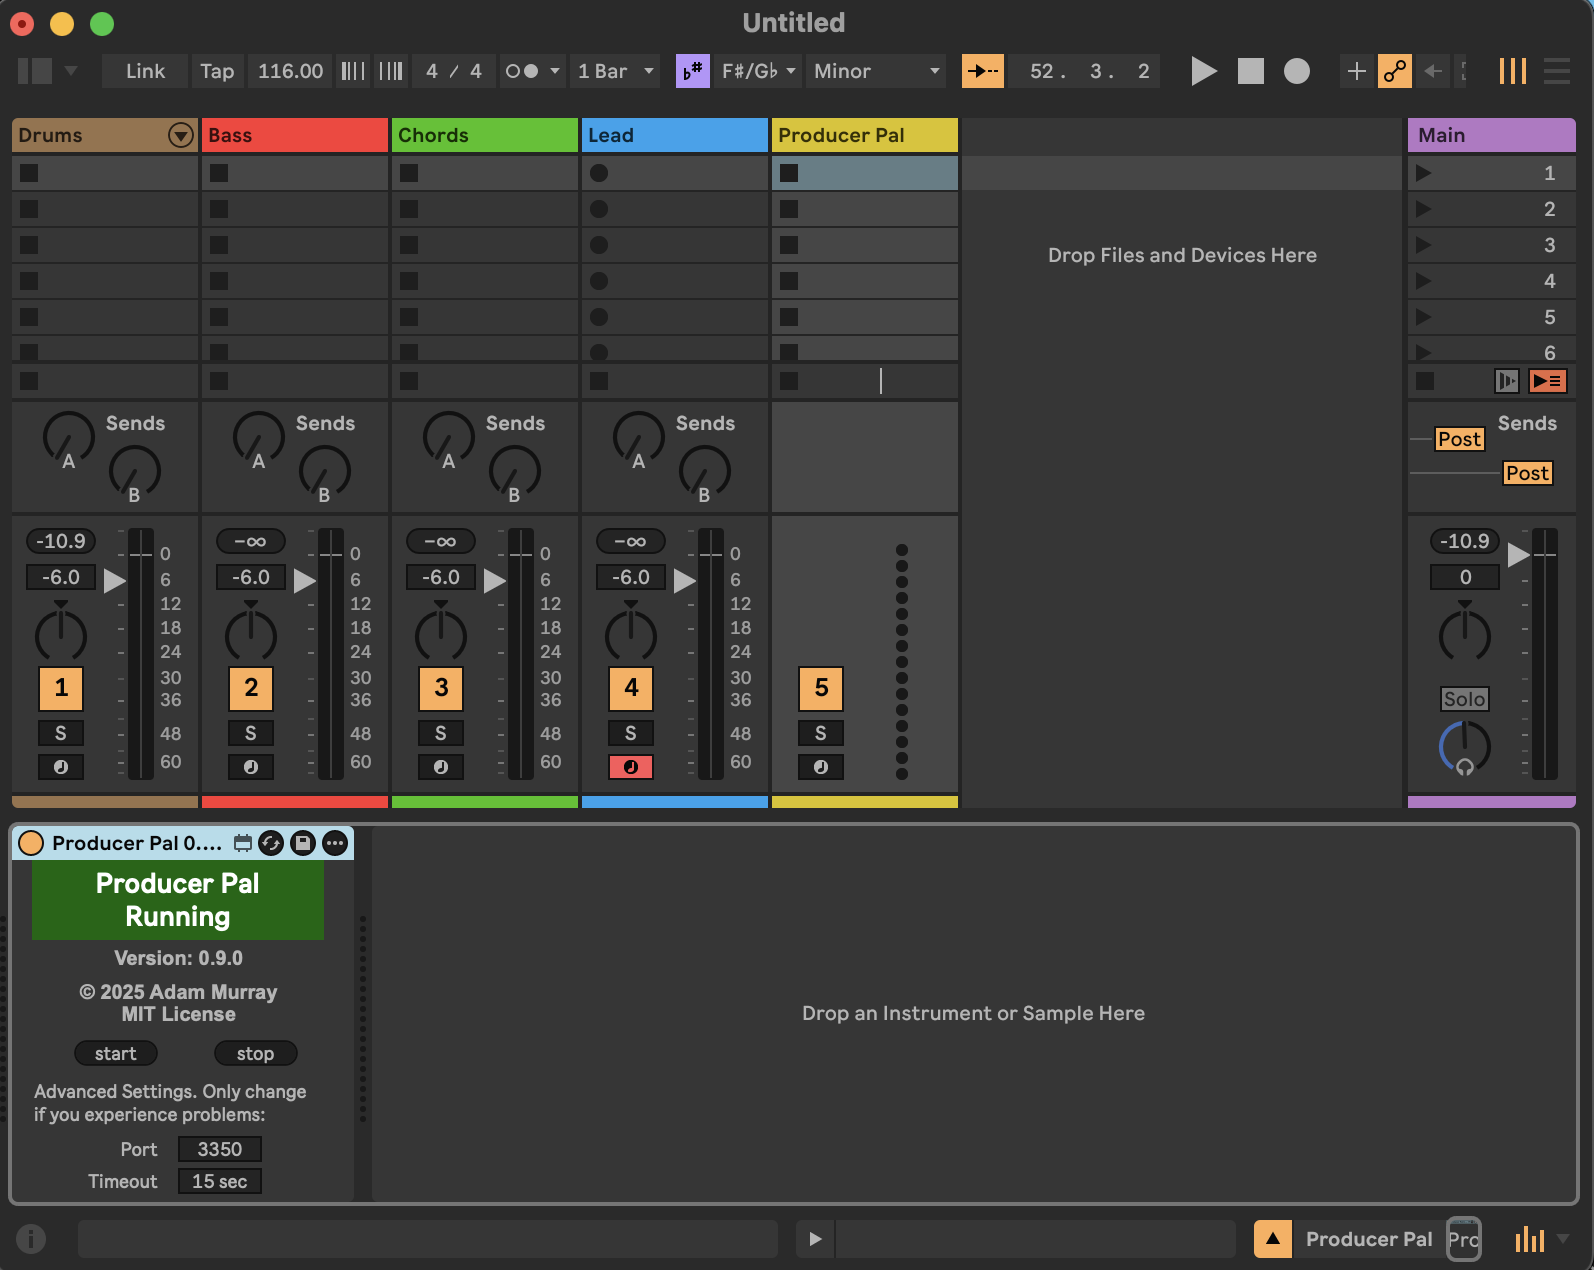 Untitled
Link Tap 116.00 4 / 4 1 Bar ♭# F#/G♭ Minor 52. 3. 2
Drums Bass Chords Lead Producer Pal Main
1
2
Drop Files and Devices Here 3
4
5
6
Sends Sends Sends Sends Sends
Post
A A A A
Post
B B B B
-10.9 -∞ -∞ -∞ -10.9
0 0 0 0
-6.0 6 -6.0 6 -6.0 6 -6.0 6 0
12 12 12 12
18 18 18 18
24 24 24 24
30 30 30 30
1 2 3 4 5
36 36 36 36
Solo
S 48 S 48 S 48 S 48 S
60 60 60 60
Producer Pal 0....
Producer Pal
Running
Version: 0.9.0
© 2025 Adam Murray
MIT License
start stop
Advanced Settings. Only change
if you experience problems:
Port 3350
Timeout 15 sec
Drop an Instrument or Sample Here
Producer Pal Pro